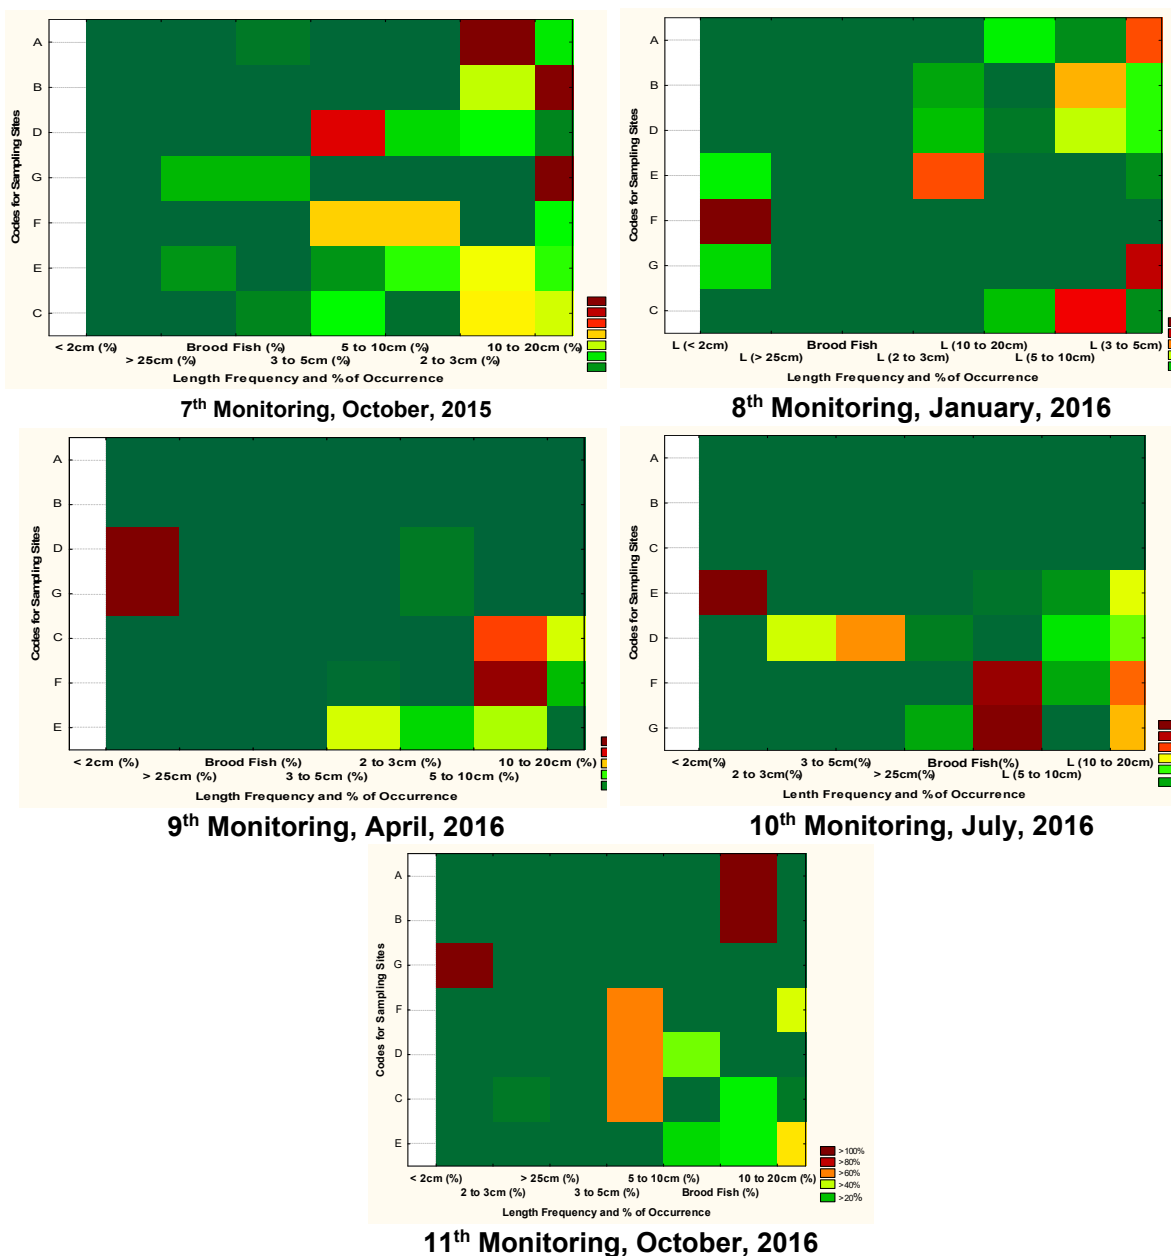 Codes for Sampling Sites
A
B
D
G
F
E
C
< 2cm (%) Brood Fish (%) 5 to 10cm (%) 10 to 20cm (%)
> 25cm (%) 3 to 5cm (%) 2 to 3cm (%)
Length Frequency and % of Occurrence
7th Monitoring, October, 2015
Codes for Sampling Sites
A
B
D
E
F
G
C
L (< 2cm) Brood Fish L (10 to 20cm) L (3 to 5cm)
L (> 25cm) L (2 to 3cm) L (5 to 10cm)
Length Frequency and % of Occurrence
8th Monitoring, January, 2016
Codes for Sampling Sites
A
B
D
G
C
F
E
< 2cm (%) Brood Fish (%) 2 to 3cm (%) 10 to 20cm (%)
> 25cm (%) 3 to 5cm (%) 5 to 10cm (%)
Length Frequency and % of Occurrence
9th Monitoring, April, 2016
Codes for Sampling Sites
A
B
C
E
D
F
G
< 2cm(%) 3 to 5cm(%) Brood Fish(%) L (10 to 20cm)
2 to 3cm(%) > 25cm(%) L (5 to 10cm)
Lenth Frequency and % of Occurrence
10th Monitoring, July, 2016
Codes for Sampling Sites
A
B
G
F
D
C
E
< 2cm (%) > 25cm (%) 5 to 10cm (%) 10 to 20cm (%)
2 to 3cm (%) 3 to 5cm (%) Brood Fish (%)
Length Frequency and % of Occurrence
>100%
>80%
>60%
>40%
>20%
11th Monitoring, October, 2016